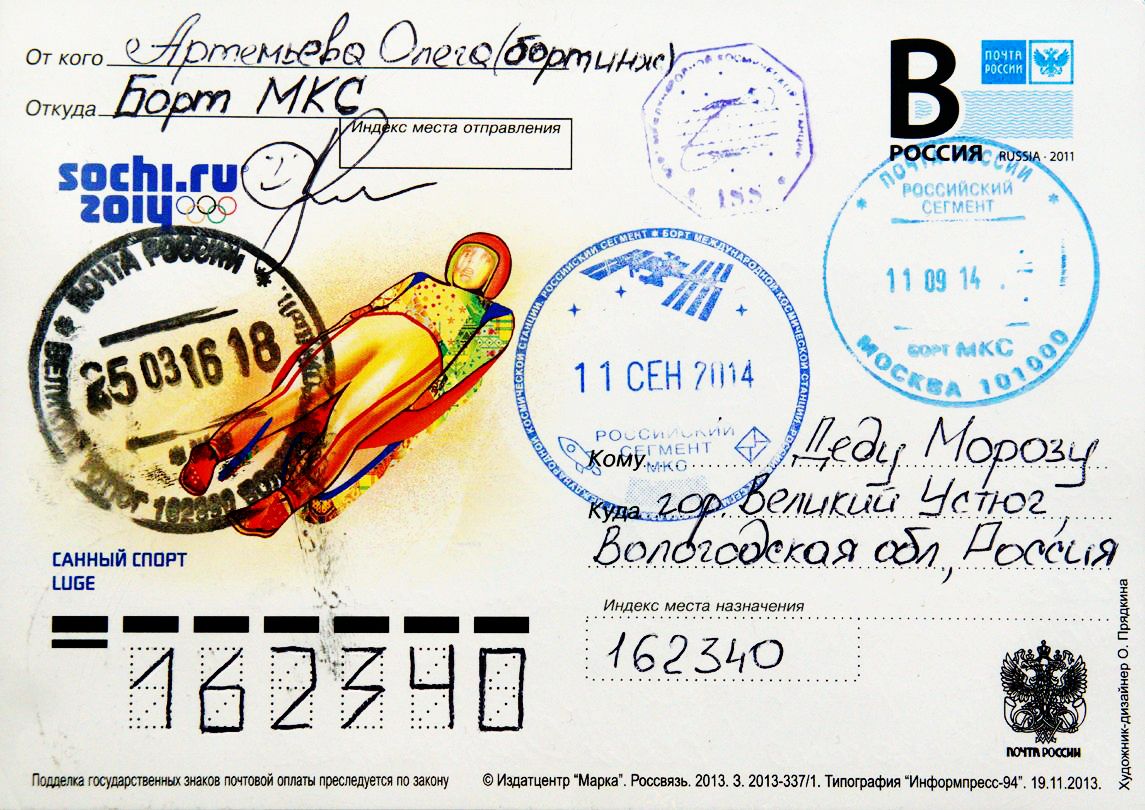 От кого Артемьева Олега (бортинж)
Откуда Борт МКС
Индекс места отправления
sochi.ru
2014
В
ПОЧТА РОССИИ
РОССИЯ RUSSIA · 2011
ISS
ПОЧТА РОССИИ
РОССИЙСКИЙ
СЕГМЕНТ
11 09 14
БОРТ МКС
МОСКВА 101000
РОССИЙСКИЙ СЕГМЕНТ * БОРТ МЕЖДУНАРОДНОЙ КОСМИЧЕСКОЙ СТАНЦИИ.
11 СЕН 2014
РОССИЙСКИЙ
СЕГМЕНТ
МКС
ПОЧТА РОССИИ
25 03 16 18
Кому Деду Морозу
Куда гор. Великий Устюг
Вологодская обл, Россия
САННЫЙ СПОРТ
LUGE
Индекс места назначения
162340
162340
ПОЧТА РОССИИ
Художник-дизайнер О. Прядкина
Подделка государственных знаков почтовой оплаты преследуется по закону
© Издатцентр "Марка". Россвязь. 2013. З. 2013-337/1. Типография "Информпресс-94". 19.11.2013.